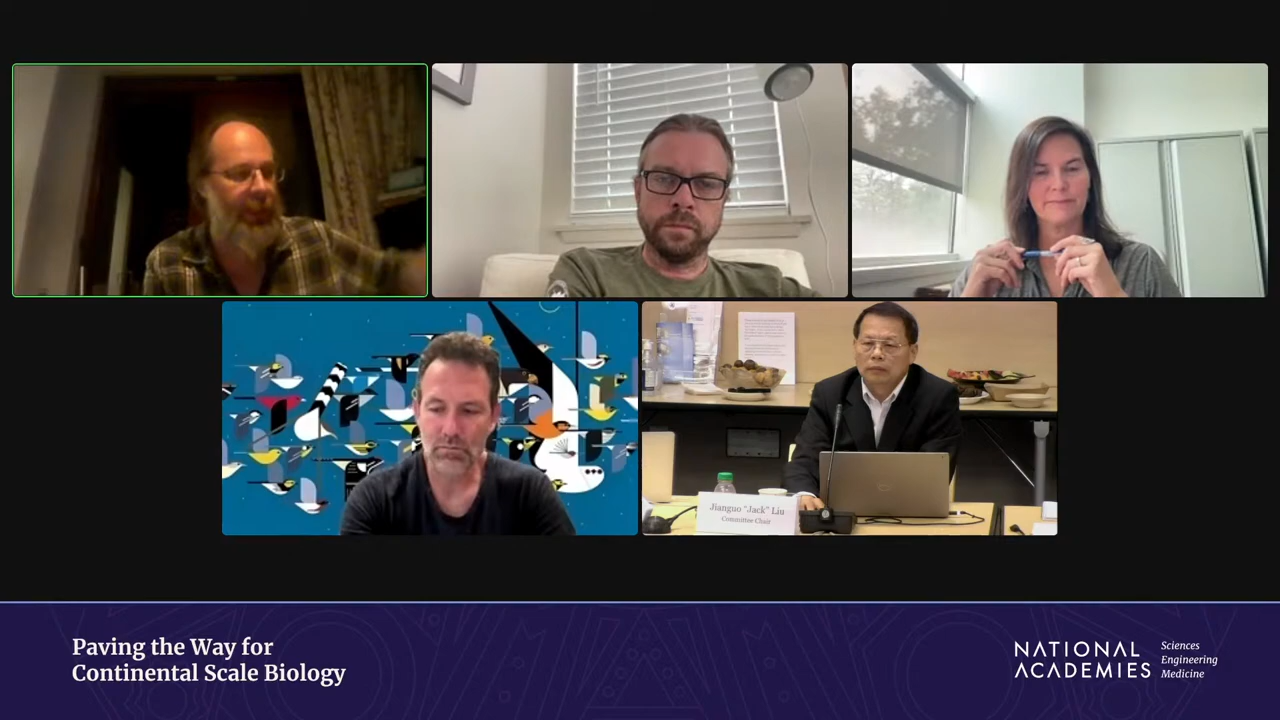 Jianguo "Jack" Liu
Committee Chair
Paving the Way for
Continental Scale Biology
NATIONAL
ACADEMIES
Sciences
Engineering
Medicine